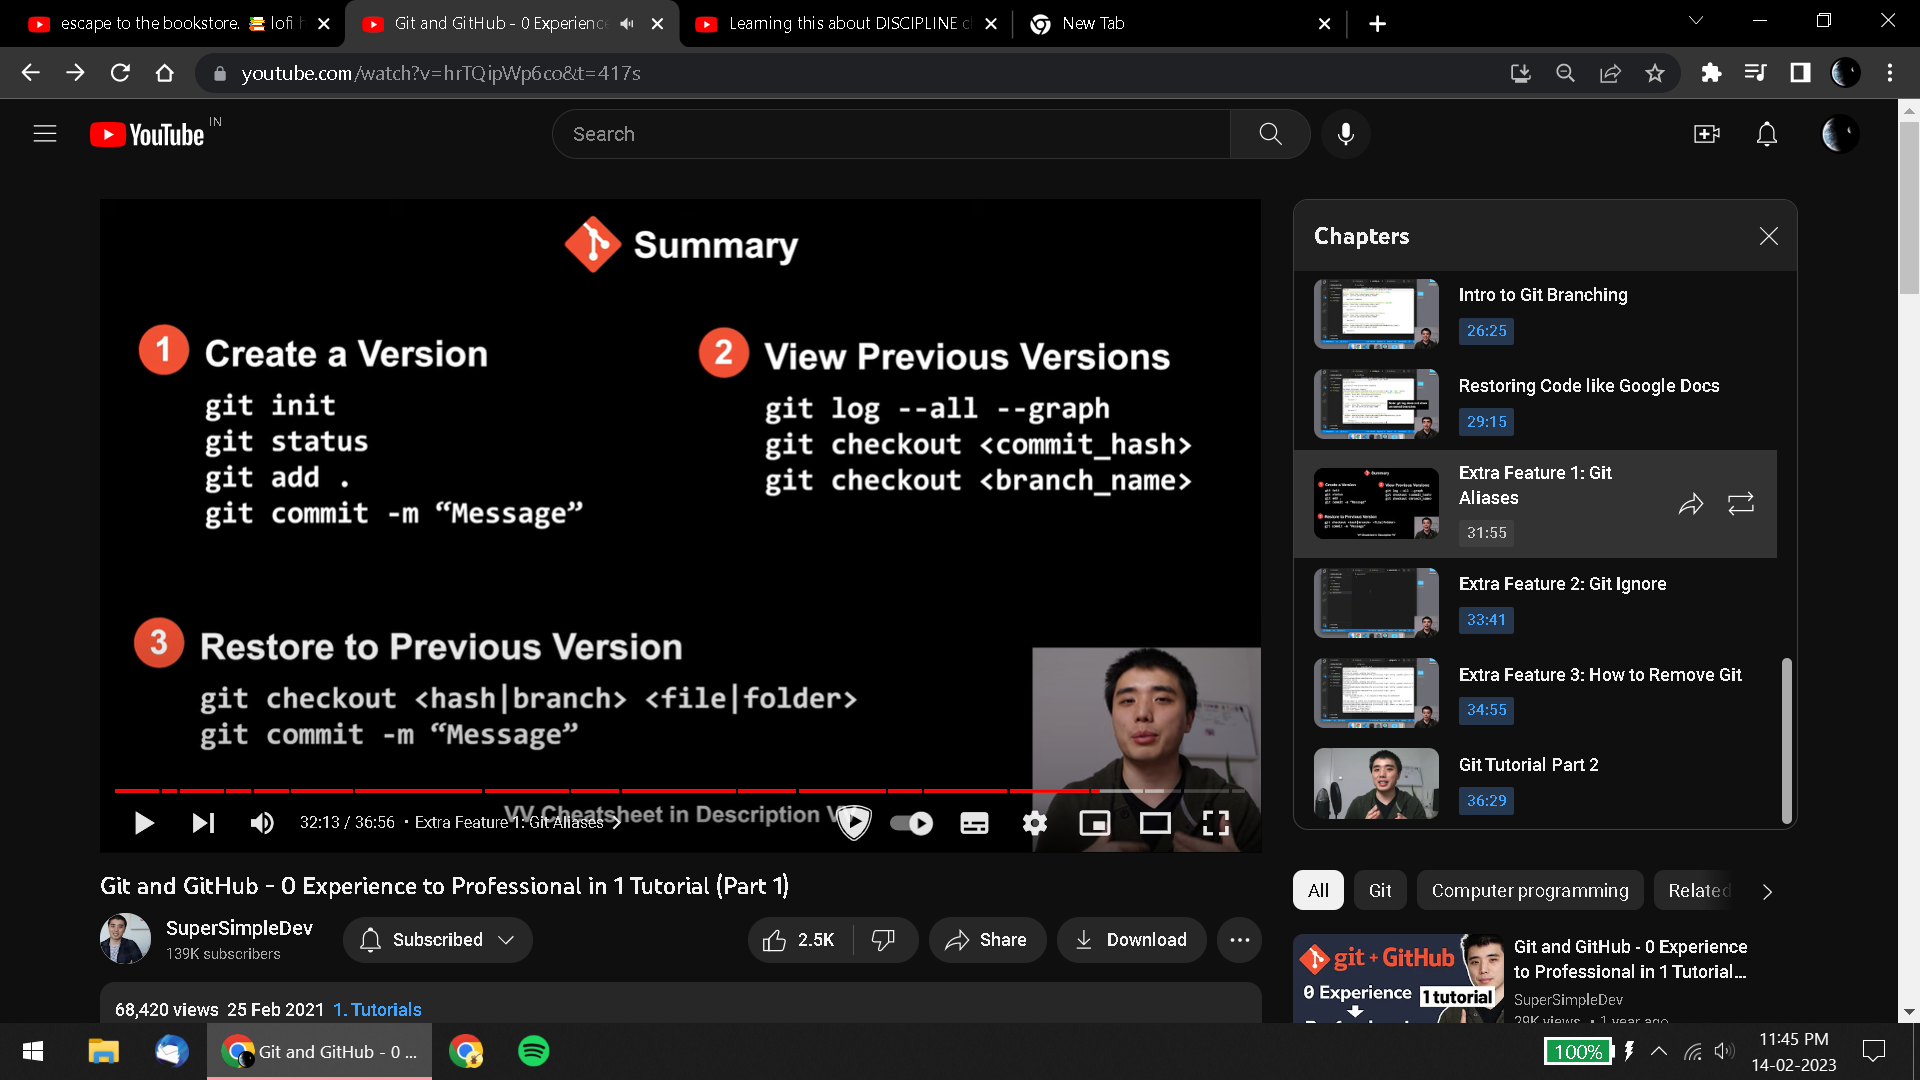 escape to the bookstore. 📚 lofi h
Git and GitHub - 0 Experience
Learning this about DISCIPLINE c
New Tab
youtube.com/watch?v=hrTQipWp6co&t=417s
YouTube IN
Search
Summary
1 Create a Version
git init
git status
git add .
git commit -m “Message”
2 View Previous Versions
git log --all --graph
git checkout <commit_hash>
git checkout <branch_name>
3 Restore to Previous Version
git checkout <hash|branch> <file|folder>
git commit -m “Message”
VV Cheatsheet in Description V
32:13 / 36:56 • Extra Feature 1: Git Aliases >
Chapters
Intro to Git Branching
26:25
Restoring Code like Google Docs
29:15
Extra Feature 1: Git
Aliases
31:55
Extra Feature 2: Git Ignore
33:41
Extra Feature 3: How to Remove Git
34:55
Git Tutorial Part 2
36:29
Git and GitHub - 0 Experience to Professional in 1 Tutorial (Part 1)
SuperSimpleDev
139K subscribers
Subscribed
2.5K
Share
Download
68,420 views 25 Feb 2021 1. Tutorials
All
Git
Computer programming
Related
git + GitHub
0 Experience
1 tutorial
Git and GitHub - 0 Experience
to Professional in 1 Tutorial...
SuperSimpleDev
29K views • 1 year ago
Git and GitHub - 0 ...
100%
11:45 PM
14-02-2023